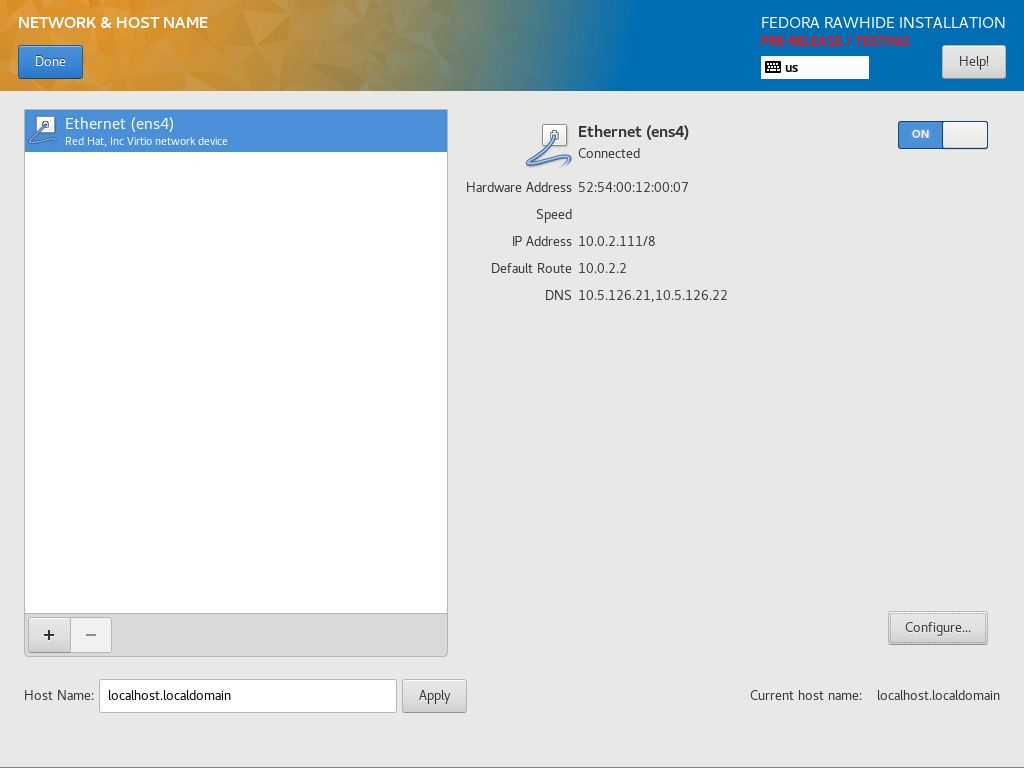 NETWORK & HOST NAME
FEDORA RAWHIDE INSTALLATION
PRE-RELEASE / TESTING
Done
us
Help!
Ethernet (ens4)
Red Hat, Inc Virtio network device
Ethernet (ens4)
Connected
ON
Hardware Address 52:54:00:12:00:07
Speed
IP Address 10.0.2.111/8
Default Route 10.0.2.2
DNS 10.5.126.21,10.5.126.22
+ −
Configure...
Host Name: localhost.localdomain Apply
Current host name: localhost.localdomain